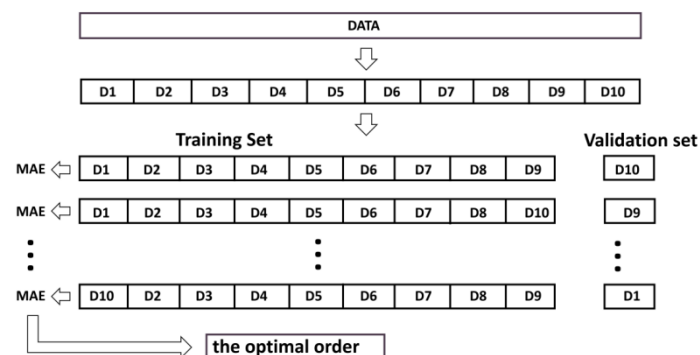 DATA
D1 D2 D3 D4 D5 D6 D7 D8 D9 D10
Training Set Validation set
MAE D1 D2 D3 D4 D5 D6 D7 D8 D9 D10
MAE D1 D2 D3 D4 D5 D6 D7 D8 D10 D9
MAE D10 D2 D3 D4 D5 D6 D7 D8 D9 D1
the optimal order